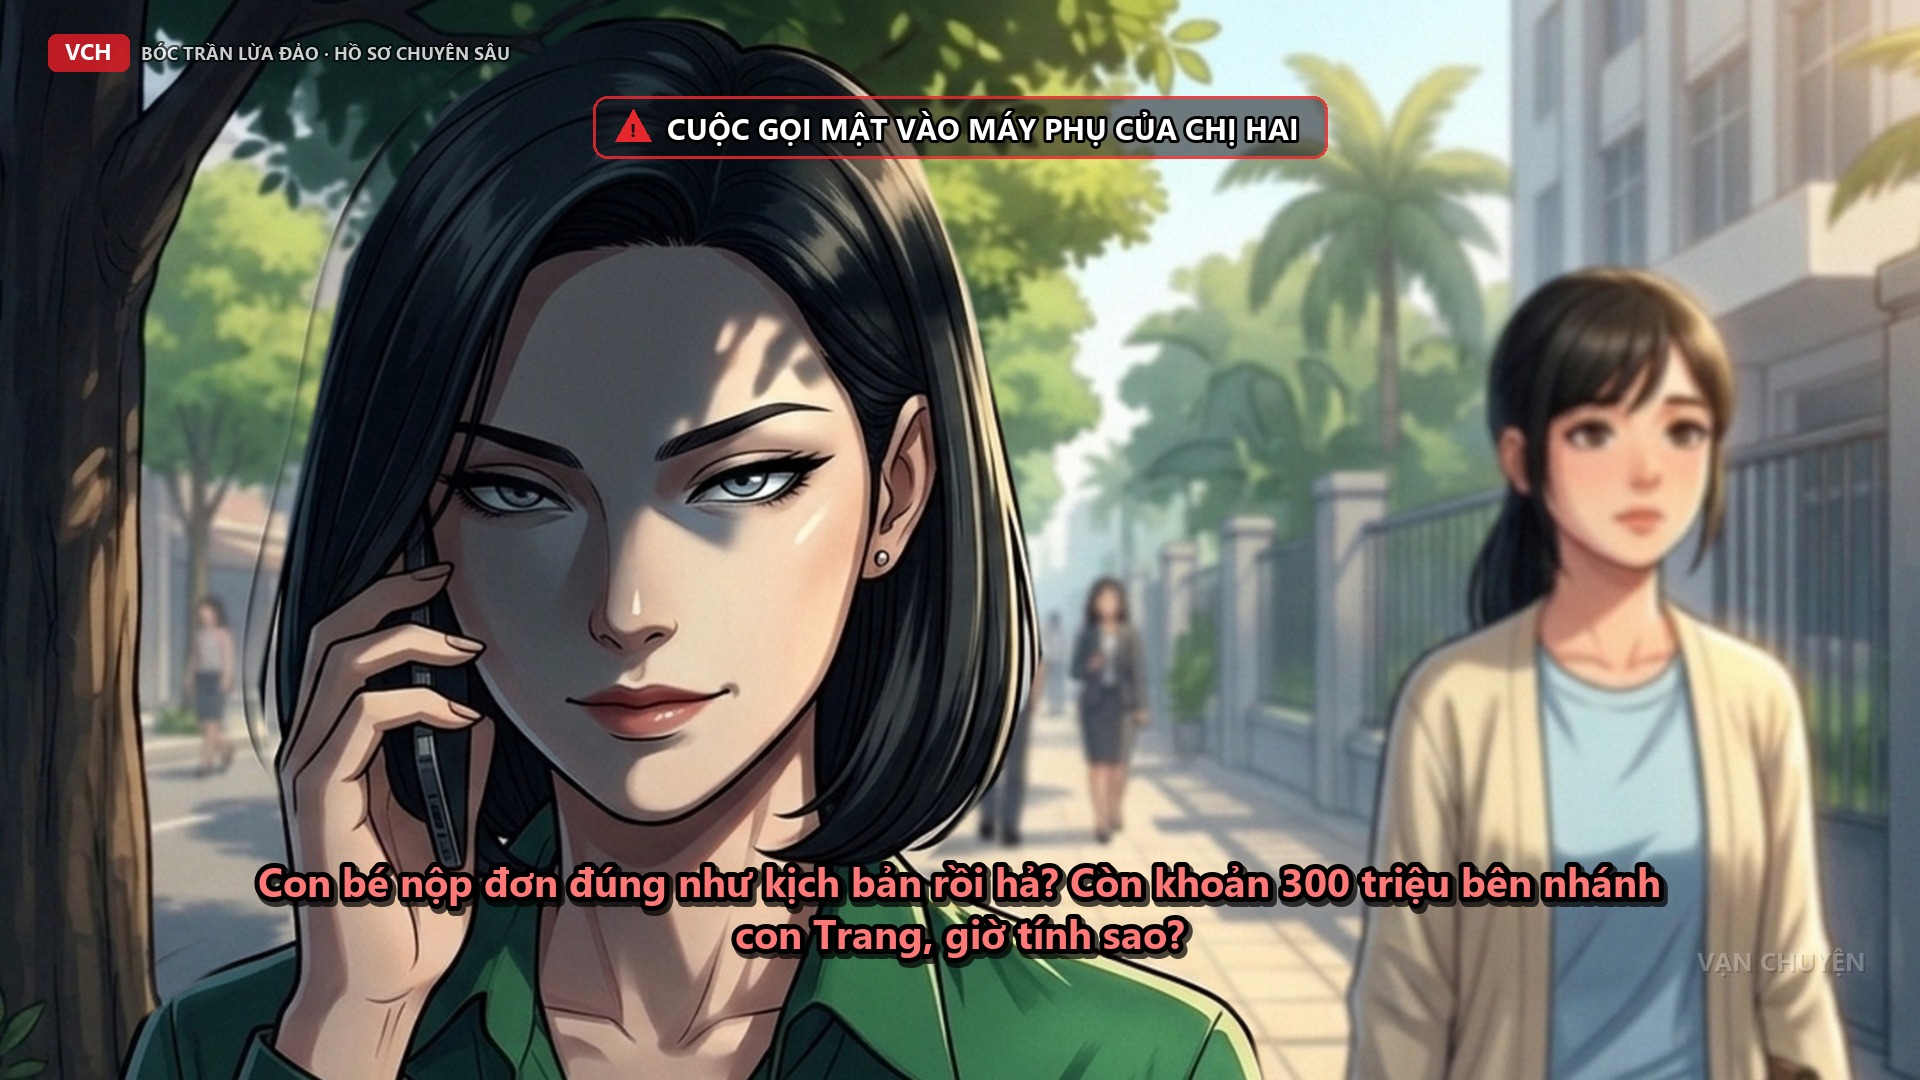 VCH BÓC TRẦN LỪA ĐẢO · HỒ SƠ CHUYÊN SÂU
CUỘC GỌI MẬT VÀO MÁY PHỤ CỦA CHỊ HAI
Con bé nộp đơn đúng như kịch bản rồi hả? Còn khoản 300 triệu bên nhánh
con Trang, giờ tính sao?
VẠN CHUYỆN